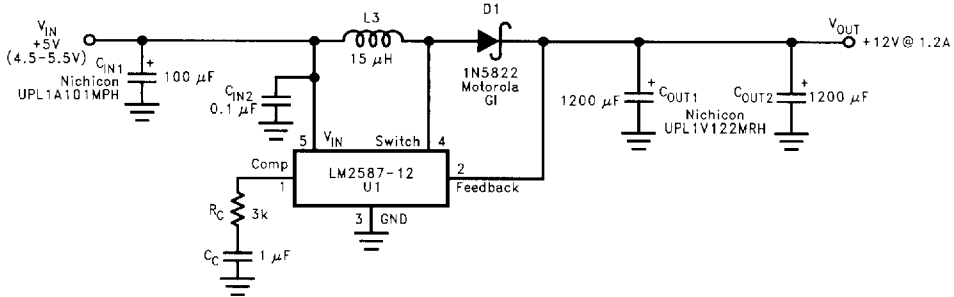 D1
V_IN
+5V
(4.5–5.5V)
L3
15 μH
V_OUT
+12V @ 1.2A
C_IN1
+
Nichicon
UPL1A101MPH
100 μF
C_IN2
0.1 μF
1N5822
Motorola
GI
1200 μF
+
C_OUT1
Nichicon
UPL1V122MRH
C_OUT2
+
1200 μF
5
V_IN
Switch
4
Comp
1
LM2587-12
U1
2
Feedback
R_C
3k
3
GND
C_C
1 μF